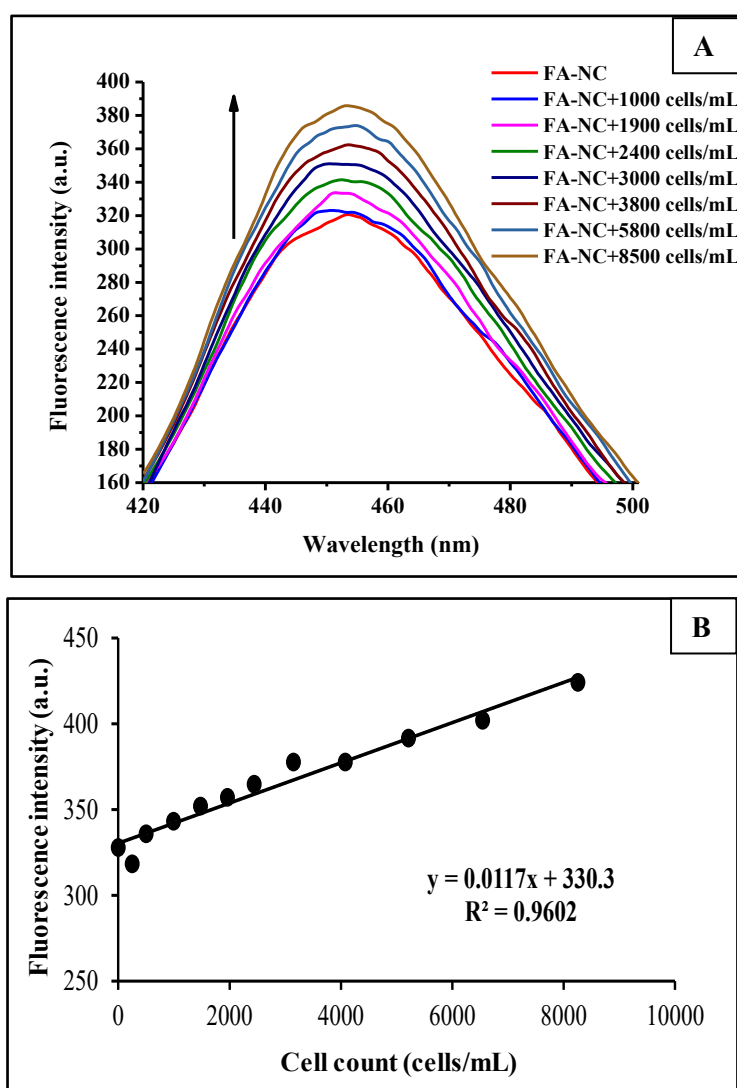 A
FA-NC
FA-NC+1000 cells/mL
FA-NC+1900 cells/mL
FA-NC+2400 cells/mL
FA-NC+3000 cells/mL
FA-NC+3800 cells/mL
FA-NC+5800 cells/mL
FA-NC+8500 cells/mL
400
380
360
340
320
300
280
260
240
220
200
180
160
420 440 460 480 500
Fluorescence intensity (a.u.)
Wavelength (nm)
B
450
400
350
300
250
0 2000 4000 6000 8000 10000
Fluorescence intensity (a.u.)
y = 0.0117x + 330.3
R² = 0.9602
Cell count (cells/mL)